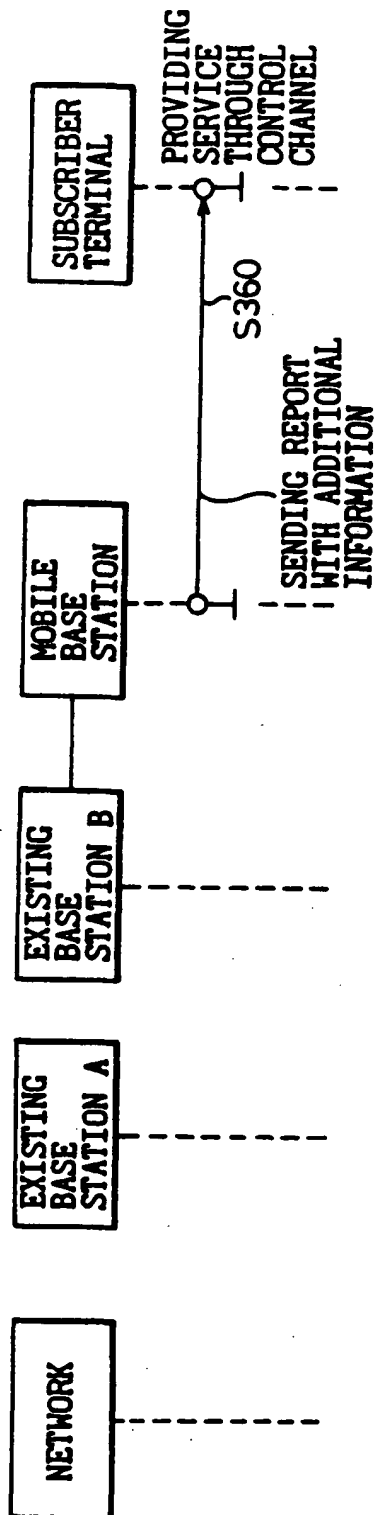 NETWORK
EXISTING
BASE
STATION A
EXISTING
BASE
STATION B
MOBILE
BASE
STATION
SUBSCRIBER
TERMINAL
SENDING REPORT
WITH ADDITIONAL
INFORMATION
S360
PROVIDING
SERVICE
THROUGH
CONTROL
CHANNEL